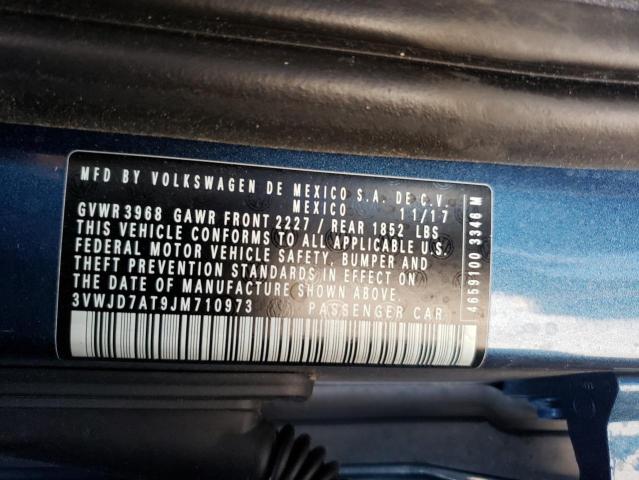 MFD BY VOLKSWAGEN DE MEXICO S.A. DE C.V.
MEXICO 11/17
GVWR 3968 GAWR FRONT 2227 / REAR 1852 LBS
THIS VEHICLE CONFORMS TO ALL APPLICABLE U.S.
FEDERAL MOTOR VEHICLE SAFETY, BUMPER AND
THEFT PREVENTION STANDARDS IN EFFECT ON
THE DATE OF MANUFACTURE SHOWN ABOVE.
3VWJD7AT9JM710973 PASSENGER CAR
4659100 3346 M